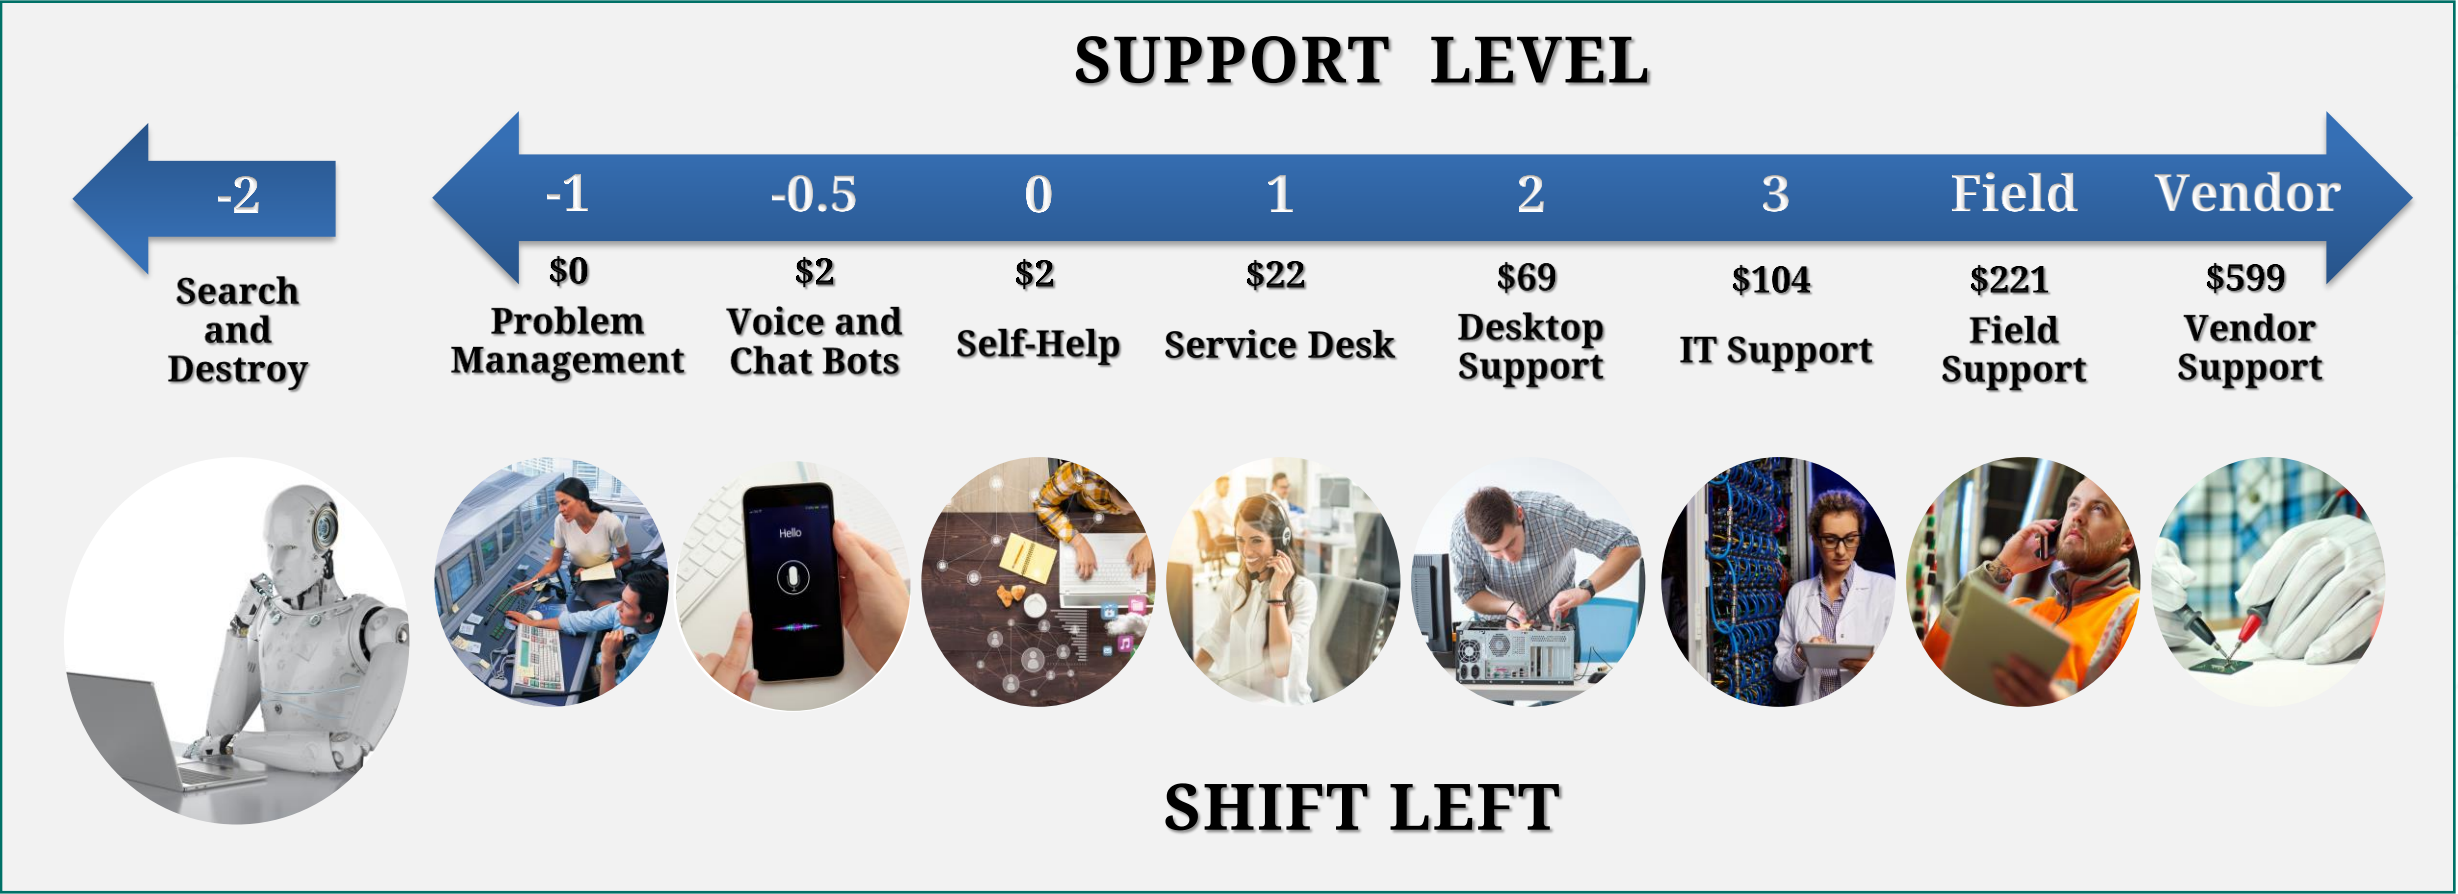 SUPPORT LEVEL
-2
-1
-0.5
0
1
2
3
Field
Vendor
$0
$2
$2
$22
$69
$104
$221
$599
Search
and
Destroy
Problem
Management
Voice and
Chat Bots
Self-Help
Service Desk
Desktop
Support
IT Support
Field
Support
Vendor
Support
Hello
SHIFT LEFT